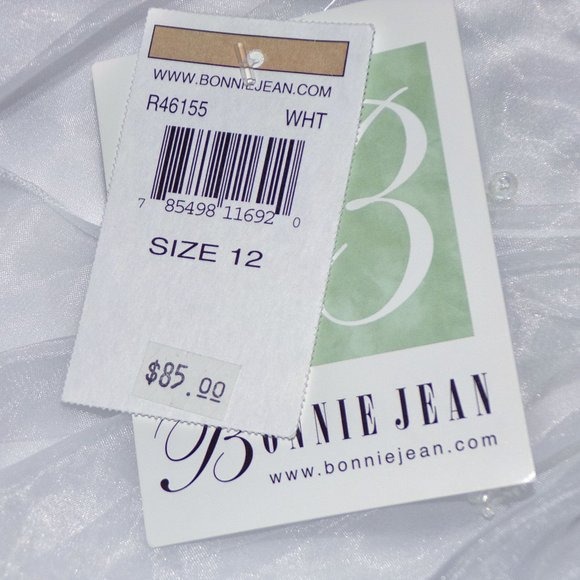 WWW.BONNIEJEAN.COM
R46155 WHT
7 85498 11692 0
SIZE 12
$85.00
B
BONNIE JEAN
www.bonniejean.com